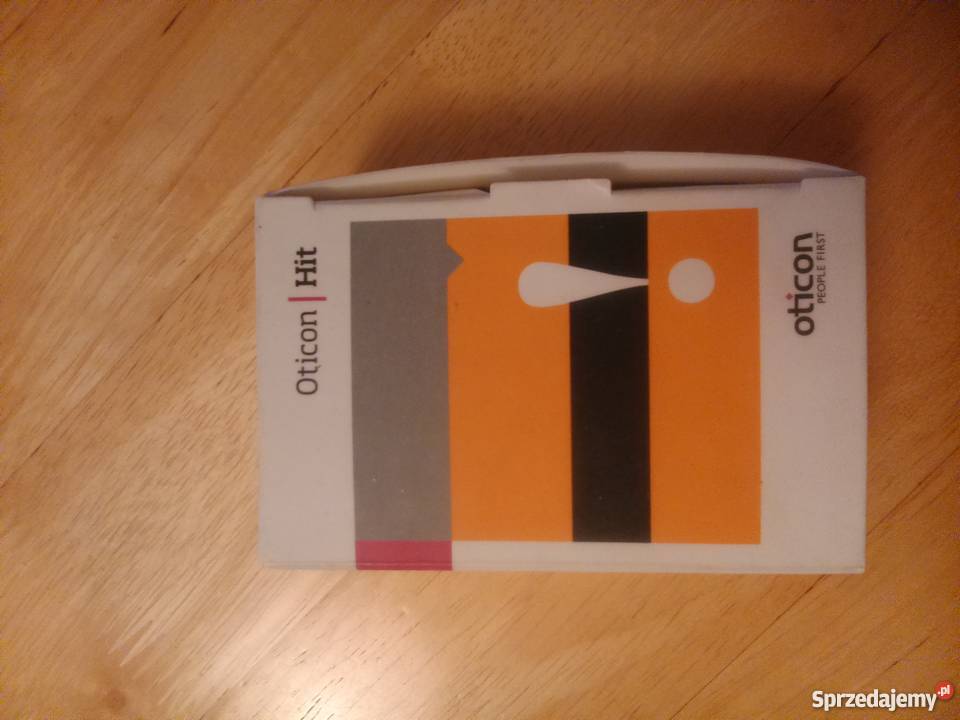 Oticon | Hit
oticon
PEOPLE FIRST
Sprzedajemy.pl